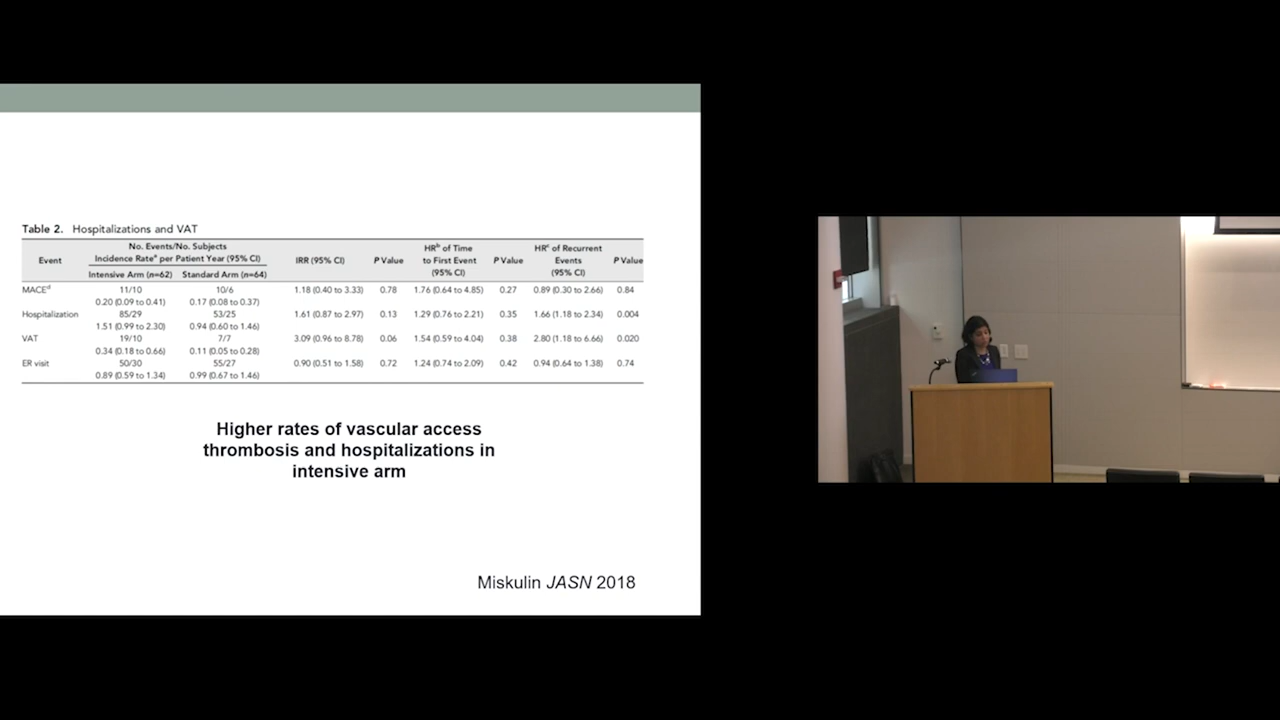 Table 2. Hospitalizations and VAT
No. Events/No. Subjects
Incidence Rateᵃ per Patient Year (95% CI)
HRᵇ of Time to First Event (95% CI)
HRᶜ of Recurrent Events (95% CI)
Event
IRR (95% CI)
P Value
P Value
P Value
Intensive Arm (n=62) Standard Arm (n=64)
MACEᵈ 11/10 10/6 1.18 (0.40 to 3.33) 0.78 1.76 (0.64 to 4.85) 0.27 0.89 (0.30 to 2.66) 0.84
0.20 (0.09 to 0.41) 0.17 (0.08 to 0.37)
Hospitalization 85/29 53/25 1.61 (0.87 to 2.97) 0.13 1.29 (0.76 to 2.21) 0.35 1.66 (1.18 to 2.34) 0.004
1.51 (0.99 to 2.30) 0.94 (0.60 to 1.46)
VAT 19/10 7/7 3.09 (0.96 to 8.78) 0.06 1.54 (0.59 to 4.04) 0.38 2.80 (1.18 to 6.66) 0.020
0.34 (0.18 to 0.66) 0.11 (0.05 to 0.28)
ER visit 50/30 55/27 0.90 (0.51 to 1.58) 0.72 1.24 (0.74 to 2.09) 0.42 0.94 (0.64 to 1.38) 0.74
0.89 (0.59 to 1.34) 0.99 (0.67 to 1.46)
Higher rates of vascular access
thrombosis and hospitalizations in
intensive arm
Miskulin JASN 2018